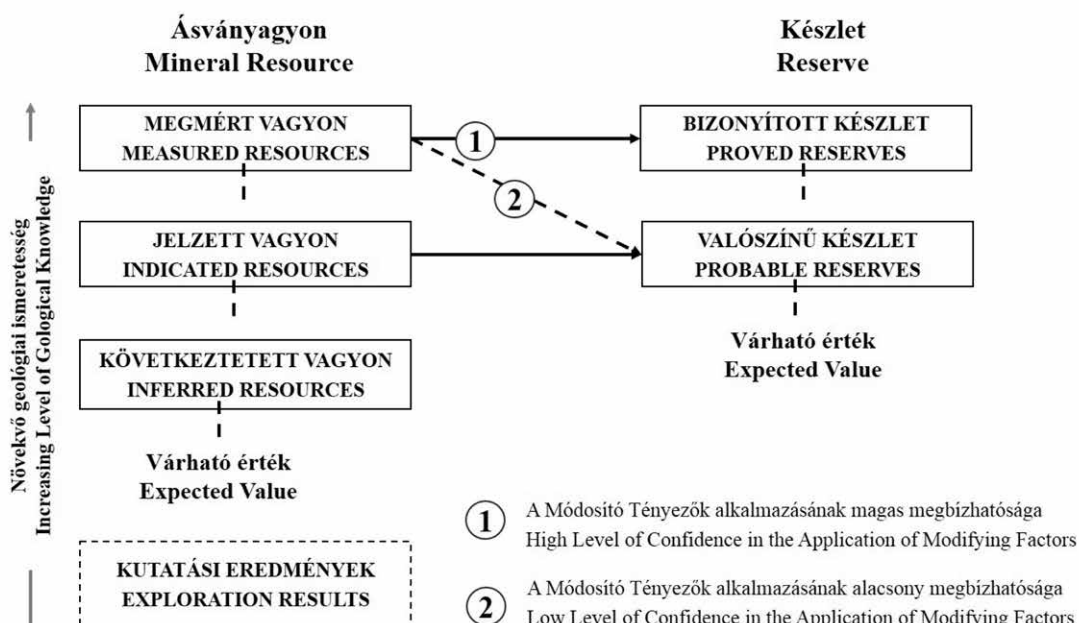 Ásványagyon
Mineral Resource
Készlet
Reserve
MEGMÉRT VAGYON
MEASURED RESOURCES
1
BIZONYÍTOTT KÉSZLET
PROVED RESERVES
2
JELZETT VAGYON
INDICATED RESOURCES
VALÓSZÍNŰ KÉSZLET
PROBABLE RESERVES
Várható érték
Expected Value
KÖVETKEZTETETT VAGYON
INFERRED RESOURCES
Várható érték
Expected Value
Növekvő geológiai ismeretesség
Increasing Level of Gological Knowledge
KUTATÁSI EREDMÉNYEK
EXPLORATION RESULTS
1
A Módosító Tényezők alkalmazásának magas megbízhatósága
High Level of Confidence in the Application of Modifying Factors
2
A Módosító Tényezők alkalmazásának alacsony megbízhatósága
Low Level of Confidence in the Application of Modifying Factors